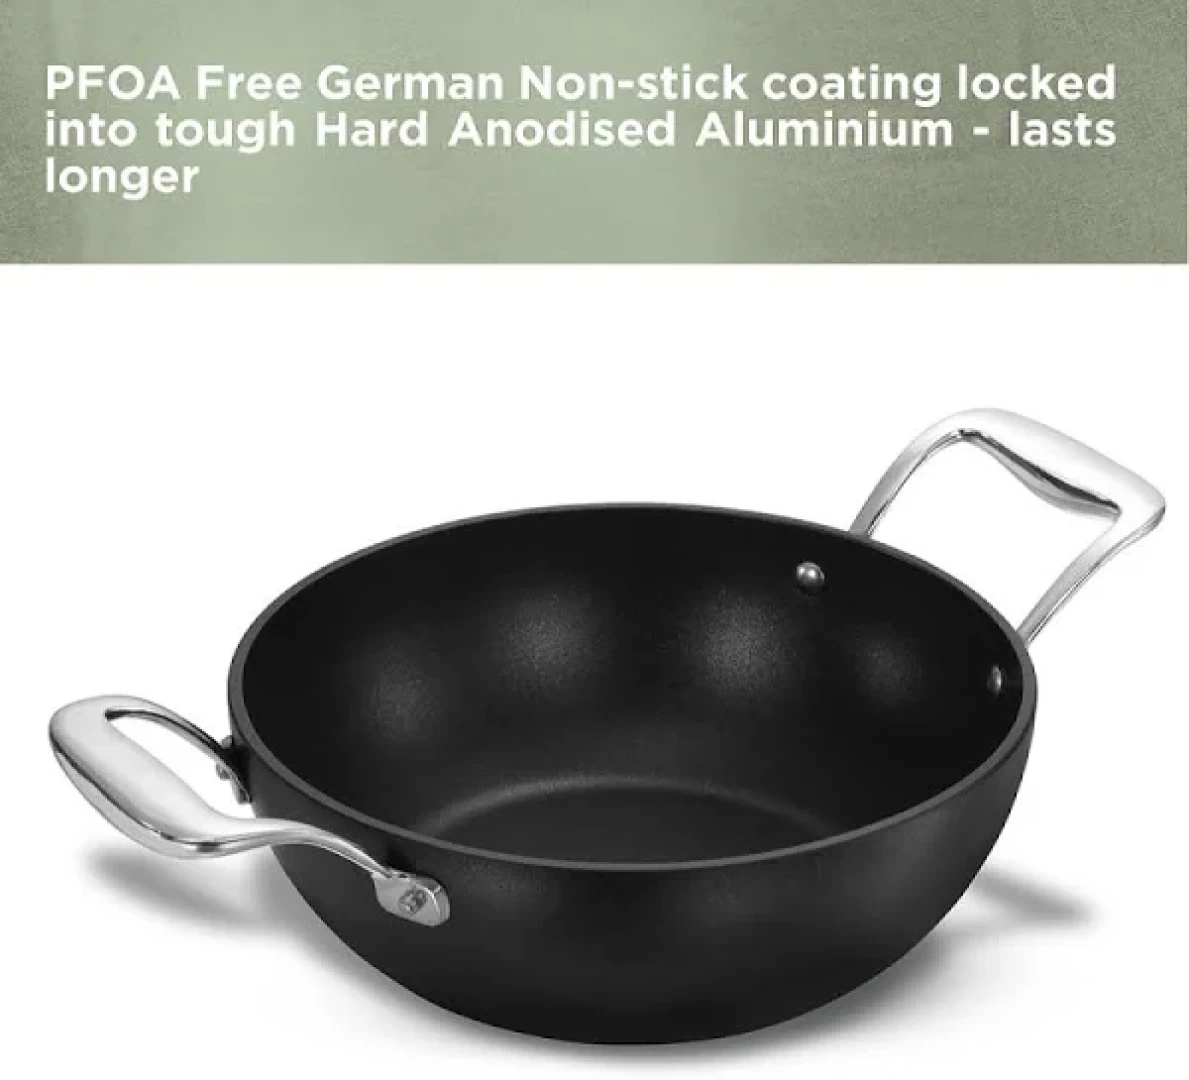 PFOA Free German Non-stick coating locked
into tough Hard Anodised Aluminium - lasts
longer